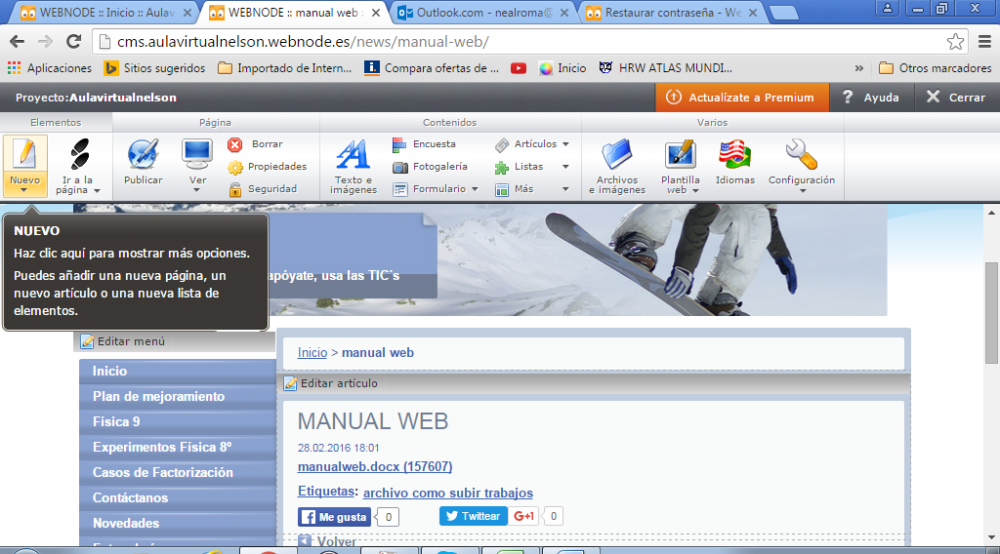 WEBNODE :: Inicio :: Aulav
WEBNODE :: manual web :
Outlook.com - nealroma@
Restaurar contraseña - We
cms.aulavirtualnelson.webnode.es/news/manual-web/
Aplicaciones
Sitios sugeridos
Importado de Intern...
Compara ofertas de ...
Inicio
HRW ATLAS MUNDI...
»
Otros marcadores
Proyecto:Aulavirtualnelson
Actualízate a Premium
? Ayuda
Cerrar
Elementos
Página
Contenidos
Varios
Nuevo
Ir a la
página
Publicar
Ver
Borrar
Propiedades
Seguridad
Texto e
imágenes
Encuesta
Fotogalería
Formulario
Artículos
Listas
Más
Archivos
e imágenes
Plantilla
web
Idiomas
Configuración
NUEVO
Haz clic aquí para mostrar más opciones.
Puedes añadir una nueva página, un
nuevo artículo o una nueva lista de
elementos.
apóyate, usa las TIC´s
Editar menú
Inicio
Plan de mejoramiento
Física 9
Experimentos Física 8º
Casos de Factorización
Contáctanos
Novedades
Inicio > manual web
Editar artículo
MANUAL WEB
28.02.2016 18:01
manualweb.docx (157607)
Etiquetas: archivo como subir trabajos
Me gusta 0
Twittear
G+1 0
Volver